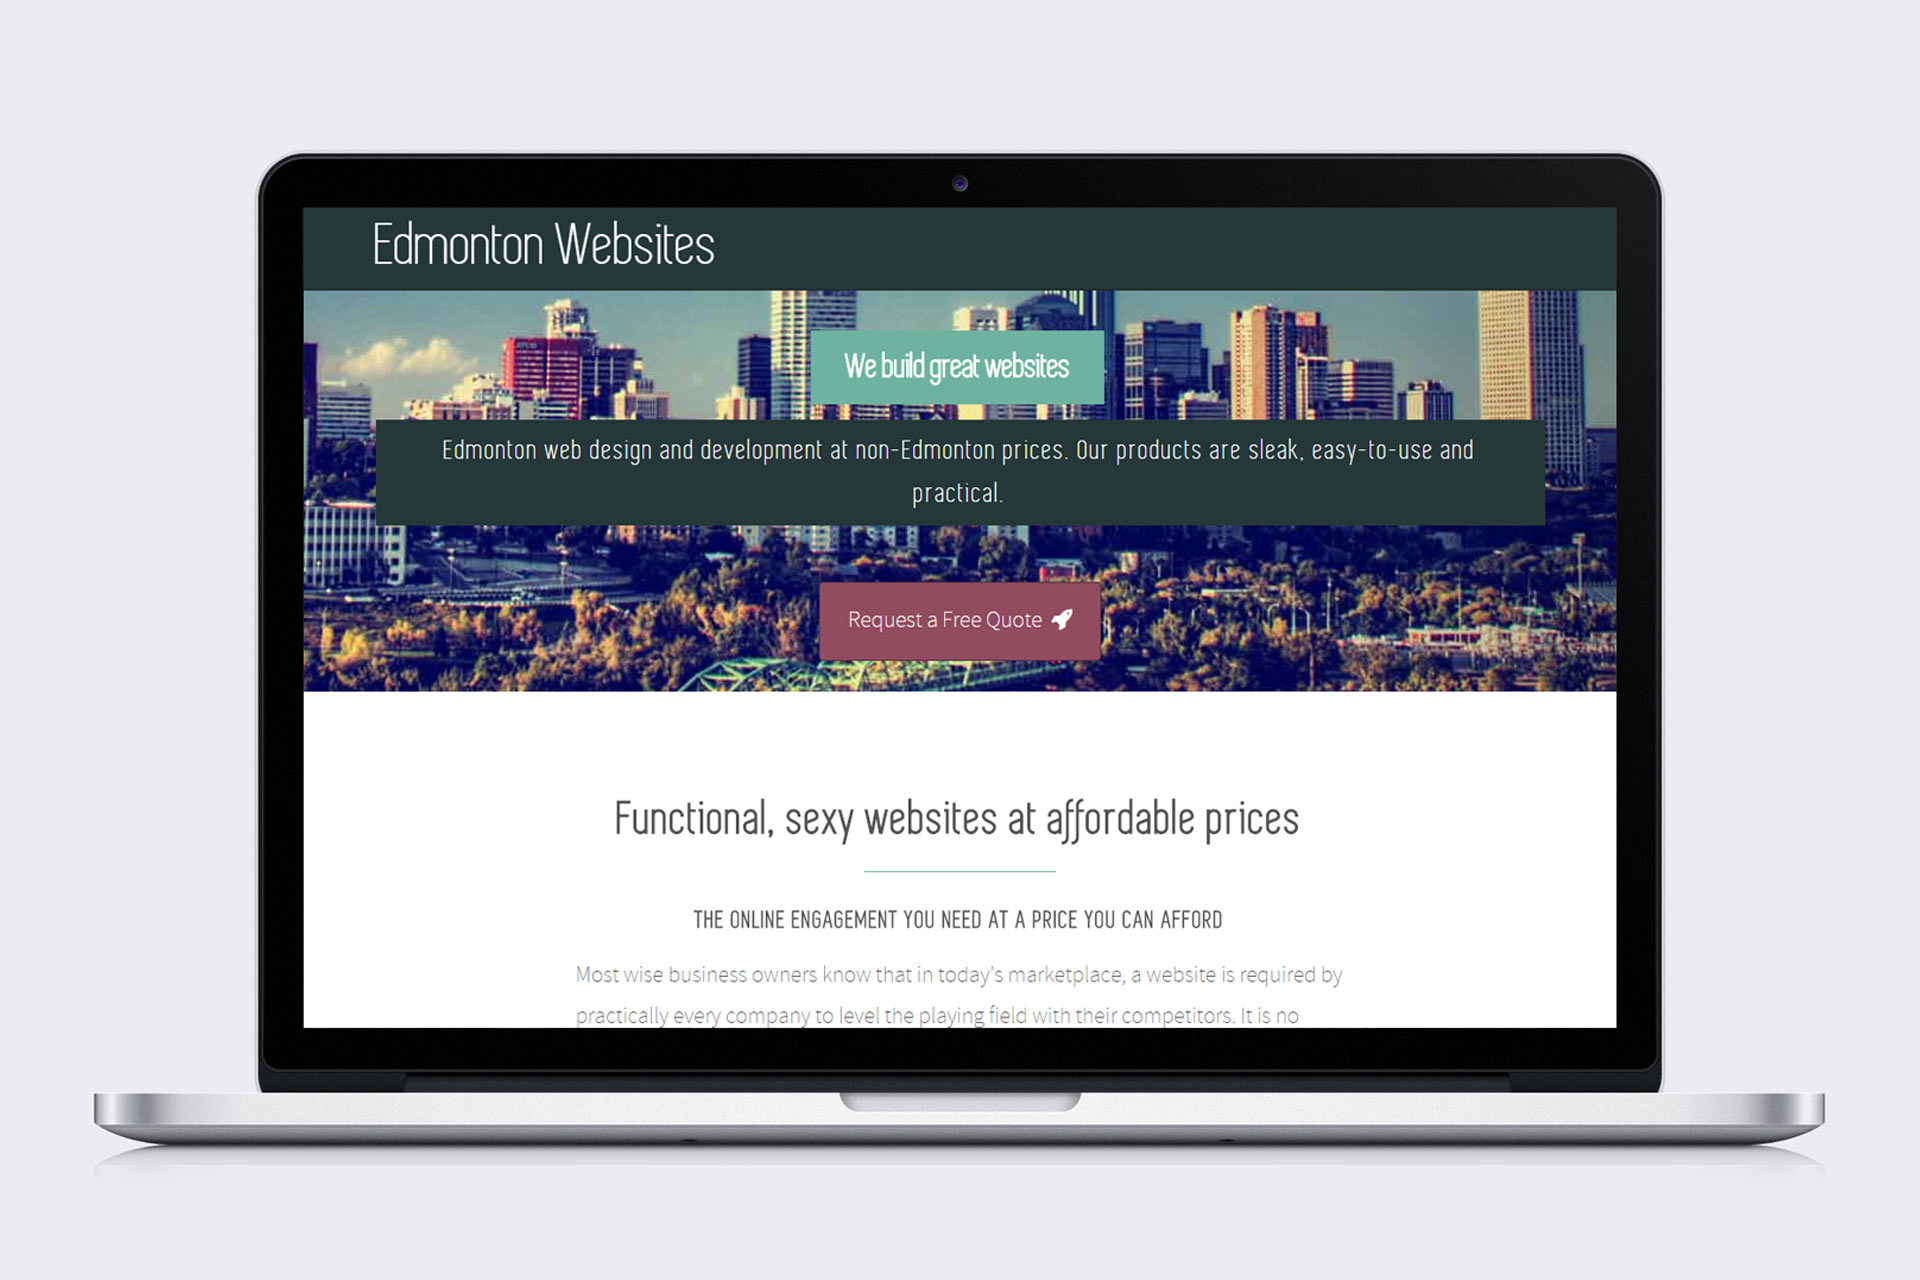 Edmonton Websites
We build great websites
Edmonton web design and development at non-Edmonton prices. Our products are sleak, easy-to-use and
practical.
Request a Free Quote
Functional, sexy websites at affordable prices
THE ONLINE ENGAGEMENT YOU NEED AT A PRICE YOU CAN AFFORD
Most wise business owners know that in today’s marketplace, a website is required by
practically every company to level the playing field with their competitors. It is no